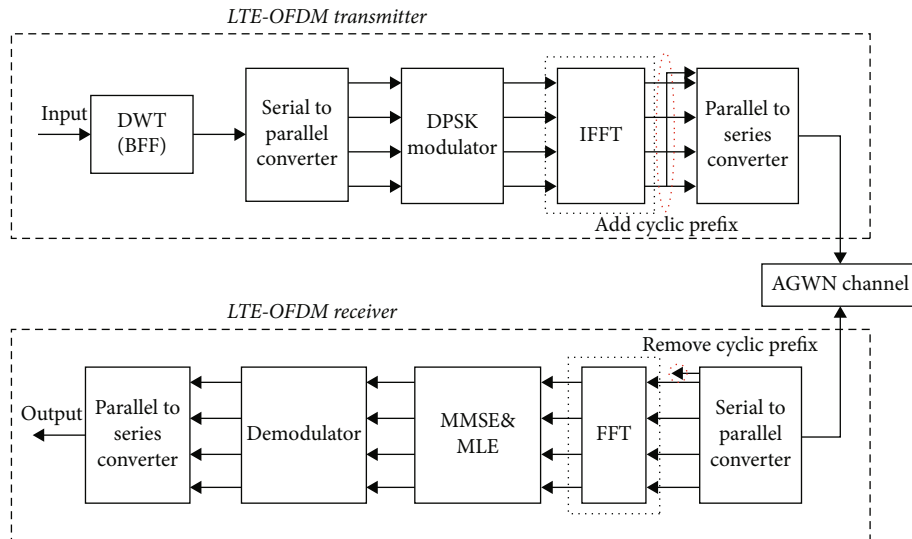 LTE-OFDM transmitter
Input
DWT
(BFF)
Serial to
parallel
converter
DPSK
modulator
IFFT
Parallel to
series
converter
Add cyclic prefix
AGWN channel
LTE-OFDM receiver
Remove cyclic prefix
Output
Parallel to
series
converter
Demodulator
MMSE&
MLE
FFT
Serial to
parallel
converter